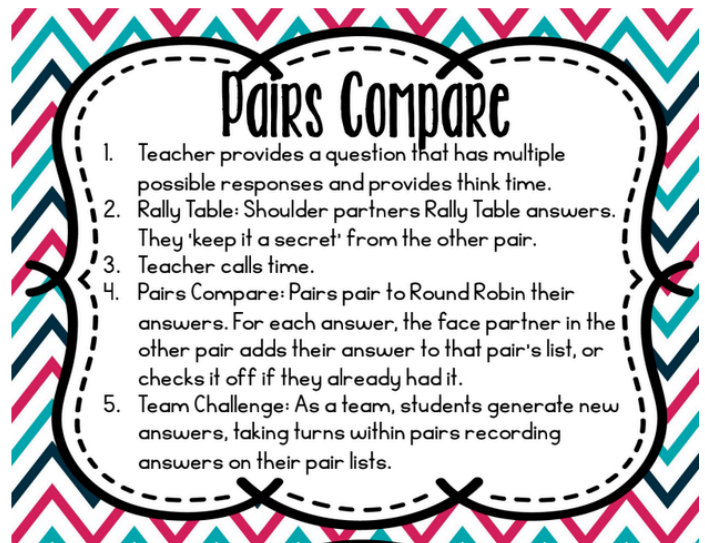 Pairs Compare
1. Teacher provides a question that has multiple
possible responses and provides think time.
2. Rally Table: Shoulder partners Rally Table answers.
They 'keep it a secret' from the other pair.
3. Teacher calls time.
4. Pairs Compare: Pairs pair to Round Robin their
answers. For each answer, the face partner in the
other pair adds their answer to that pair's list, or
checks it off if they already had it.
5. Team Challenge: As a team, students generate new
answers, taking turns within pairs recording
answers on their pair lists.